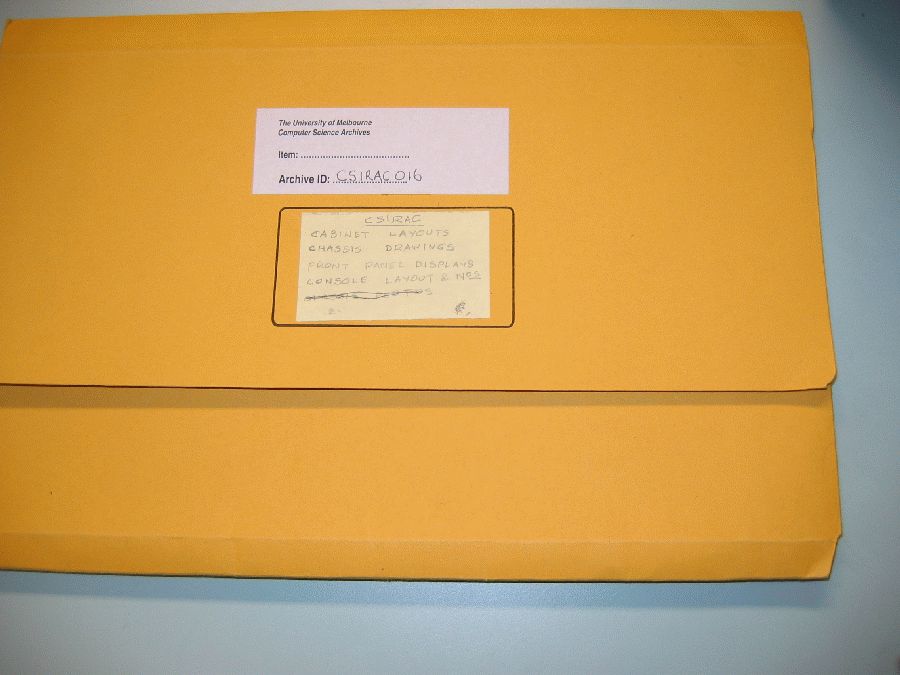 The University of Melbourne
Computer Science Archives
Item: ........................................
Archive ID: CSIRAC016
CSIRAC
CABINET LAYOUTS
CHASSIS DRAWINGS
FRONT PANEL DISPLAYS
CONSOLE LAYOUT & Nos